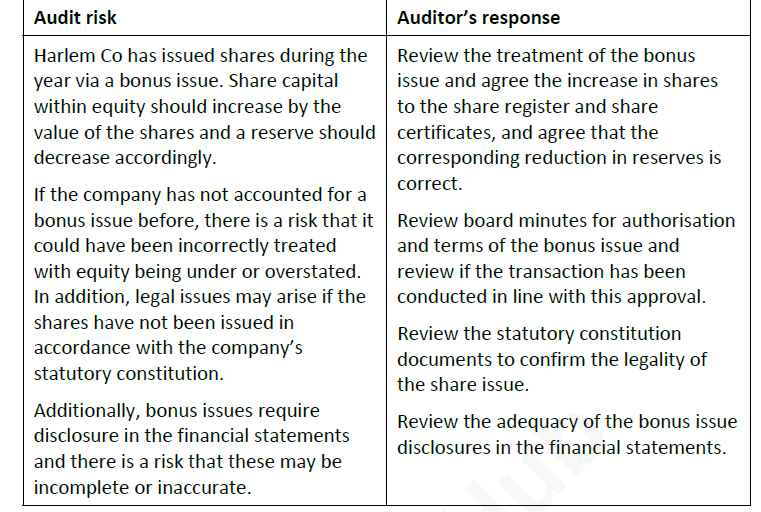 Audit risk
Harlem Co has issued shares during the
year via a bonus issue. Share capital
within equity should increase by the
value of the shares and a reserve should
decrease accordingly.
If the company has not accounted for a
bonus issue before, there is a risk that it
could have been incorrectly treated
with equity being under or overstated.
In addition, legal issues may arise if the
shares have not been issued in
accordance with the company’s
statutory constitution.
Additionally, bonus issues require
disclosure in the financial statements
and there is a risk that these may be
incomplete or inaccurate.
Auditor’s response
Review the treatment of the bonus
issue and agree the increase in shares
to the share register and share
certificates, and agree that the
corresponding reduction in reserves is
correct.
Review board minutes for authorisation
and terms of the bonus issue and
review if the transaction has been
conducted in line with this approval.
Review the statutory constitution
documents to confirm the legality of
the share issue.
Review the adequacy of the bonus issue
disclosures in the financial statements.